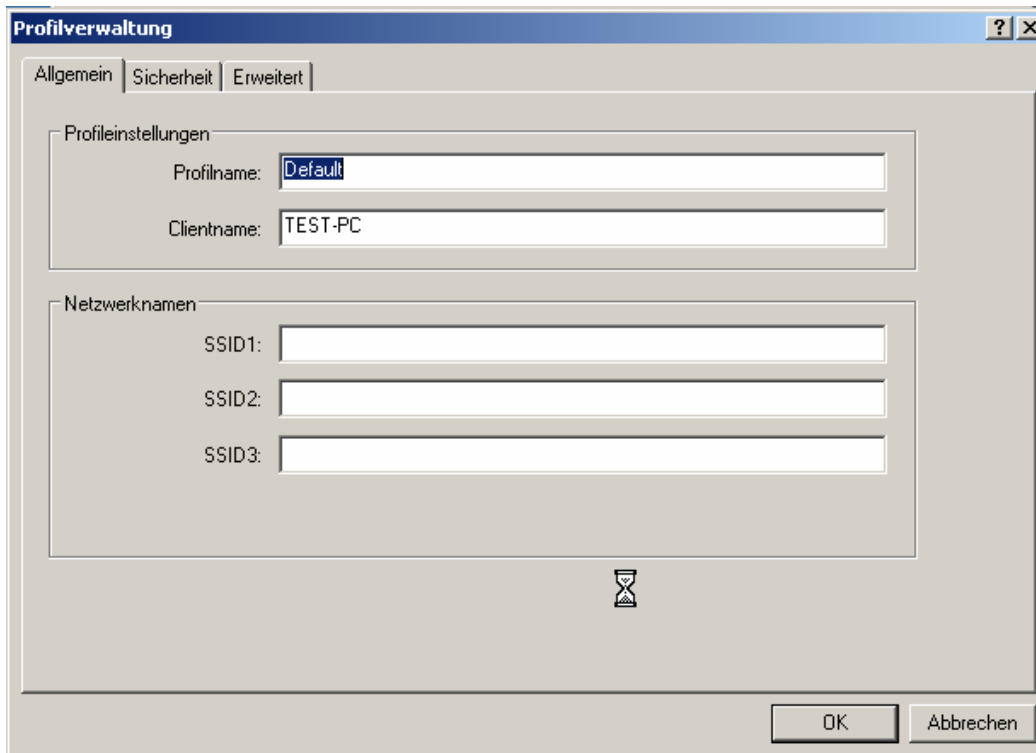 Profilverwaltung
Allgemein Sicherheit Erweitert
Profileinstellungen
Profilname: Default
Clientname: TEST-PC
Netzwerknamen
SSID1:
SSID2:
SSID3:
OK Abbrechen